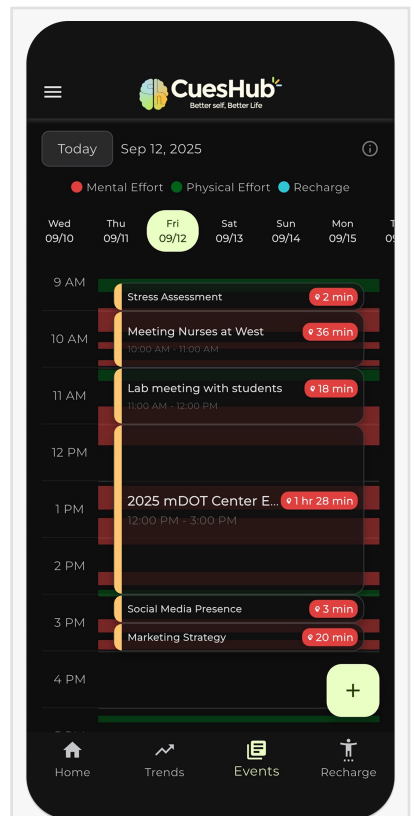 CuesHub
Better self, Better Life
Today Sep 12, 2025
Mental Effort Physical Effort Recharge
Wed Thu Fri Sat Sun Mon
09/10 09/11 09/12 09/13 09/14 09/15
9 AM
Stress Assessment 2 min
10 AM
Meeting Nurses at West 36 min
10:00 AM - 11:00 AM
11 AM
Lab meeting with students 18 min
11:00 AM - 12:00 PM
12 PM
1 PM
2025 mDOT Center E... 1 hr 28 min
12:00 PM - 3:00 PM
2 PM
Social Media Presence 3 min
3 PM
Marketing Strategy 20 min
4 PM
+
Home Trends Events Recharge